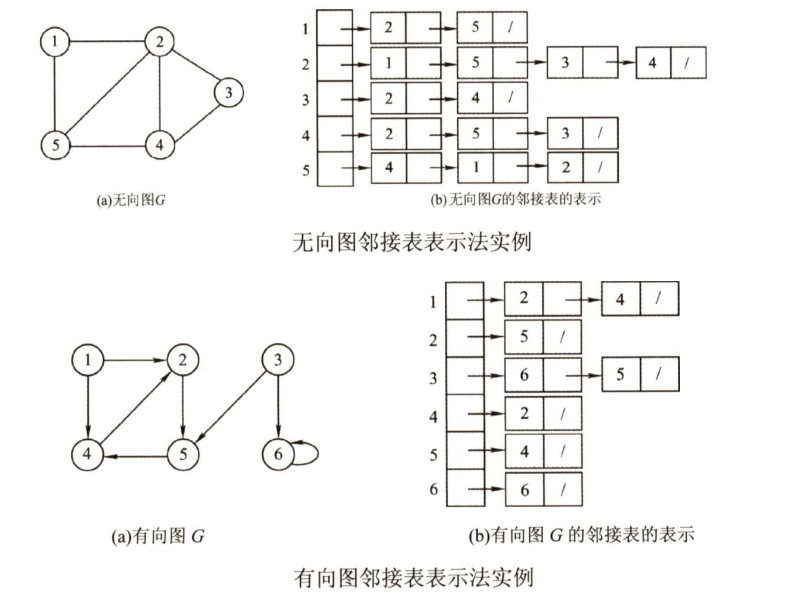 1 2 5 /
2 1 5 3 4 /
3 2 4 /
4 2 5 3 /
5 4 1 2 /
1 2
3
5 4
(a)无向图G
(b)无向图G的邻接表的表示
无向图邻接表表示法实例
1 2 4 /
2 5 /
3 6 5 /
4 2 /
5 4 /
6 6 /
1 2 3
4 5 6
(a)有向图 G
(b)有向图 G 的邻接表的表示
有向图邻接表表示法实例